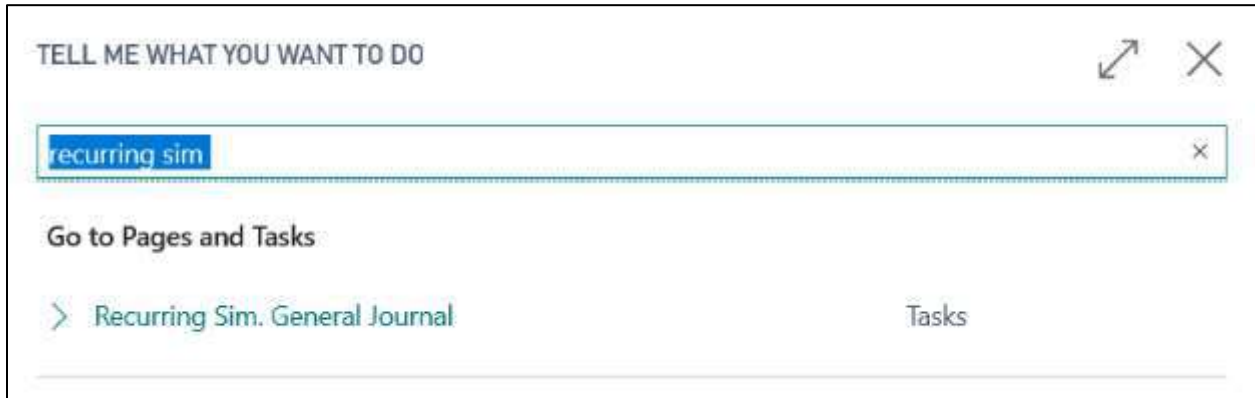 TELL ME WHAT YOU WANT TO DO
recurring sim
Go to Pages and Tasks
Recurring Sim. General Journal Tasks